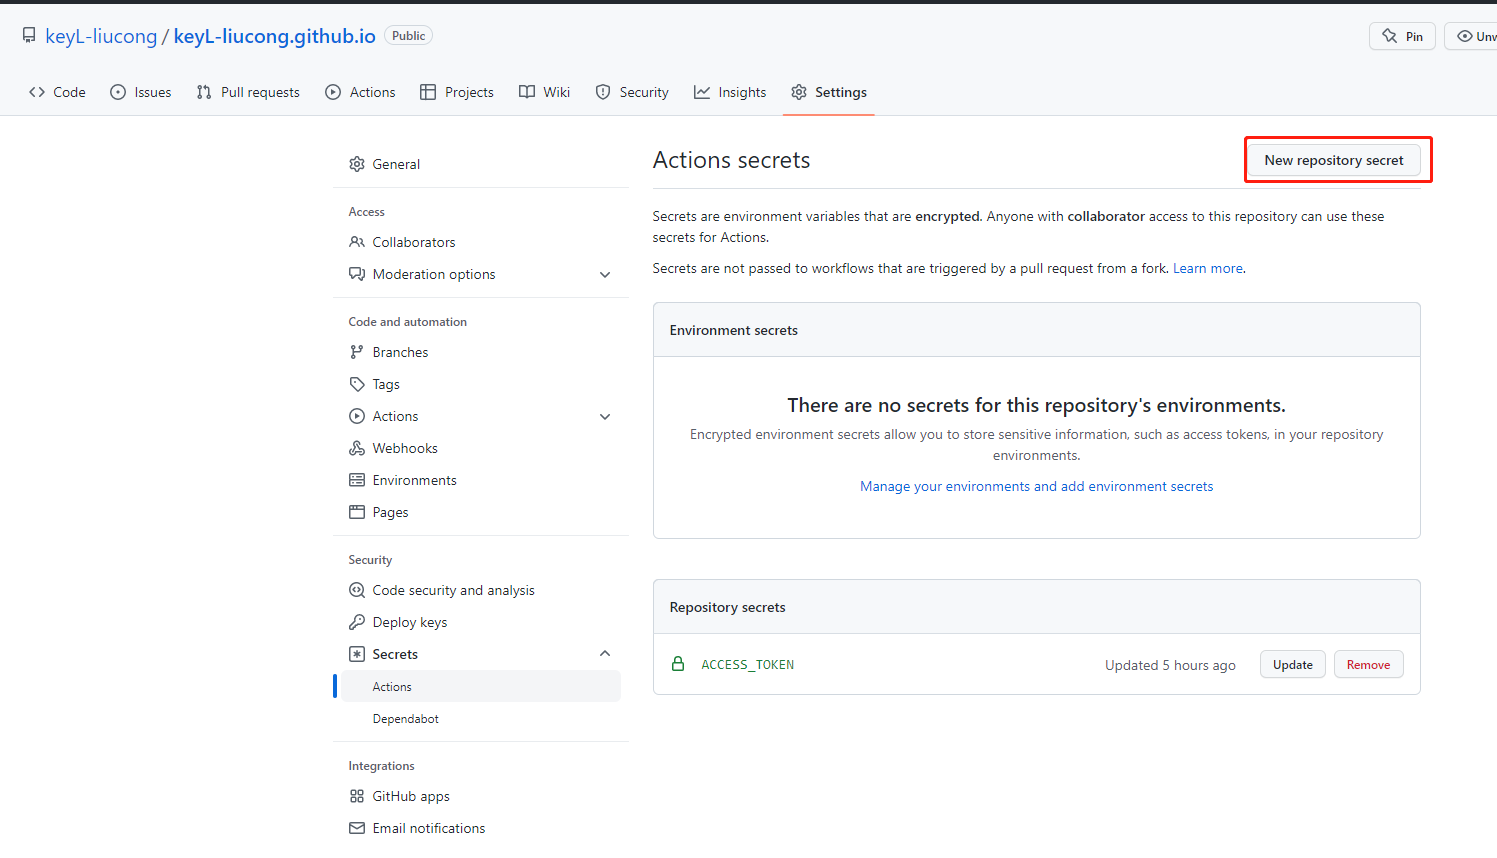 keyL-liucong / keyL-liucong.github.io Public
Pin
Unw
Code Issues Pull requests Actions Projects Wiki Security Insights Settings
General
Access
Collaborators
Moderation options
Code and automation
Branches
Tags
Actions
Webhooks
Environments
Pages
Security
Code security and analysis
Deploy keys
Secrets
Actions
Dependabot
Integrations
GitHub apps
Email notifications
Actions secrets
New repository secret
Secrets are environment variables that are encrypted. Anyone with collaborator access to this repository can use these
secrets for Actions.
Secrets are not passed to workflows that are triggered by a pull request from a fork. Learn more.
Environment secrets
There are no secrets for this repository's environments.
Encrypted environment secrets allow you to store sensitive information, such as access tokens, in your repository
environments.
Manage your environments and add environment secrets
Repository secrets
ACCESS_TOKEN
Updated 5 hours ago
Update
Remove